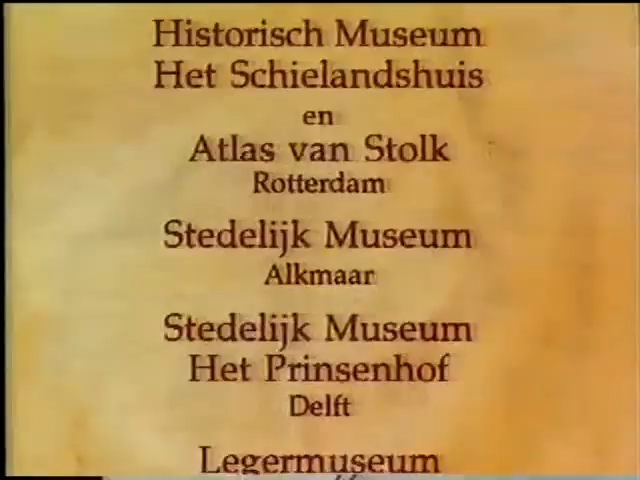 Historisch Museum
Het Schielandshuis
en
Atlas van Stolk
Rotterdam
Stedelijk Museum
Alkmaar
Stedelijk Museum
Het Prinsenhof
Delft
Legermuseum